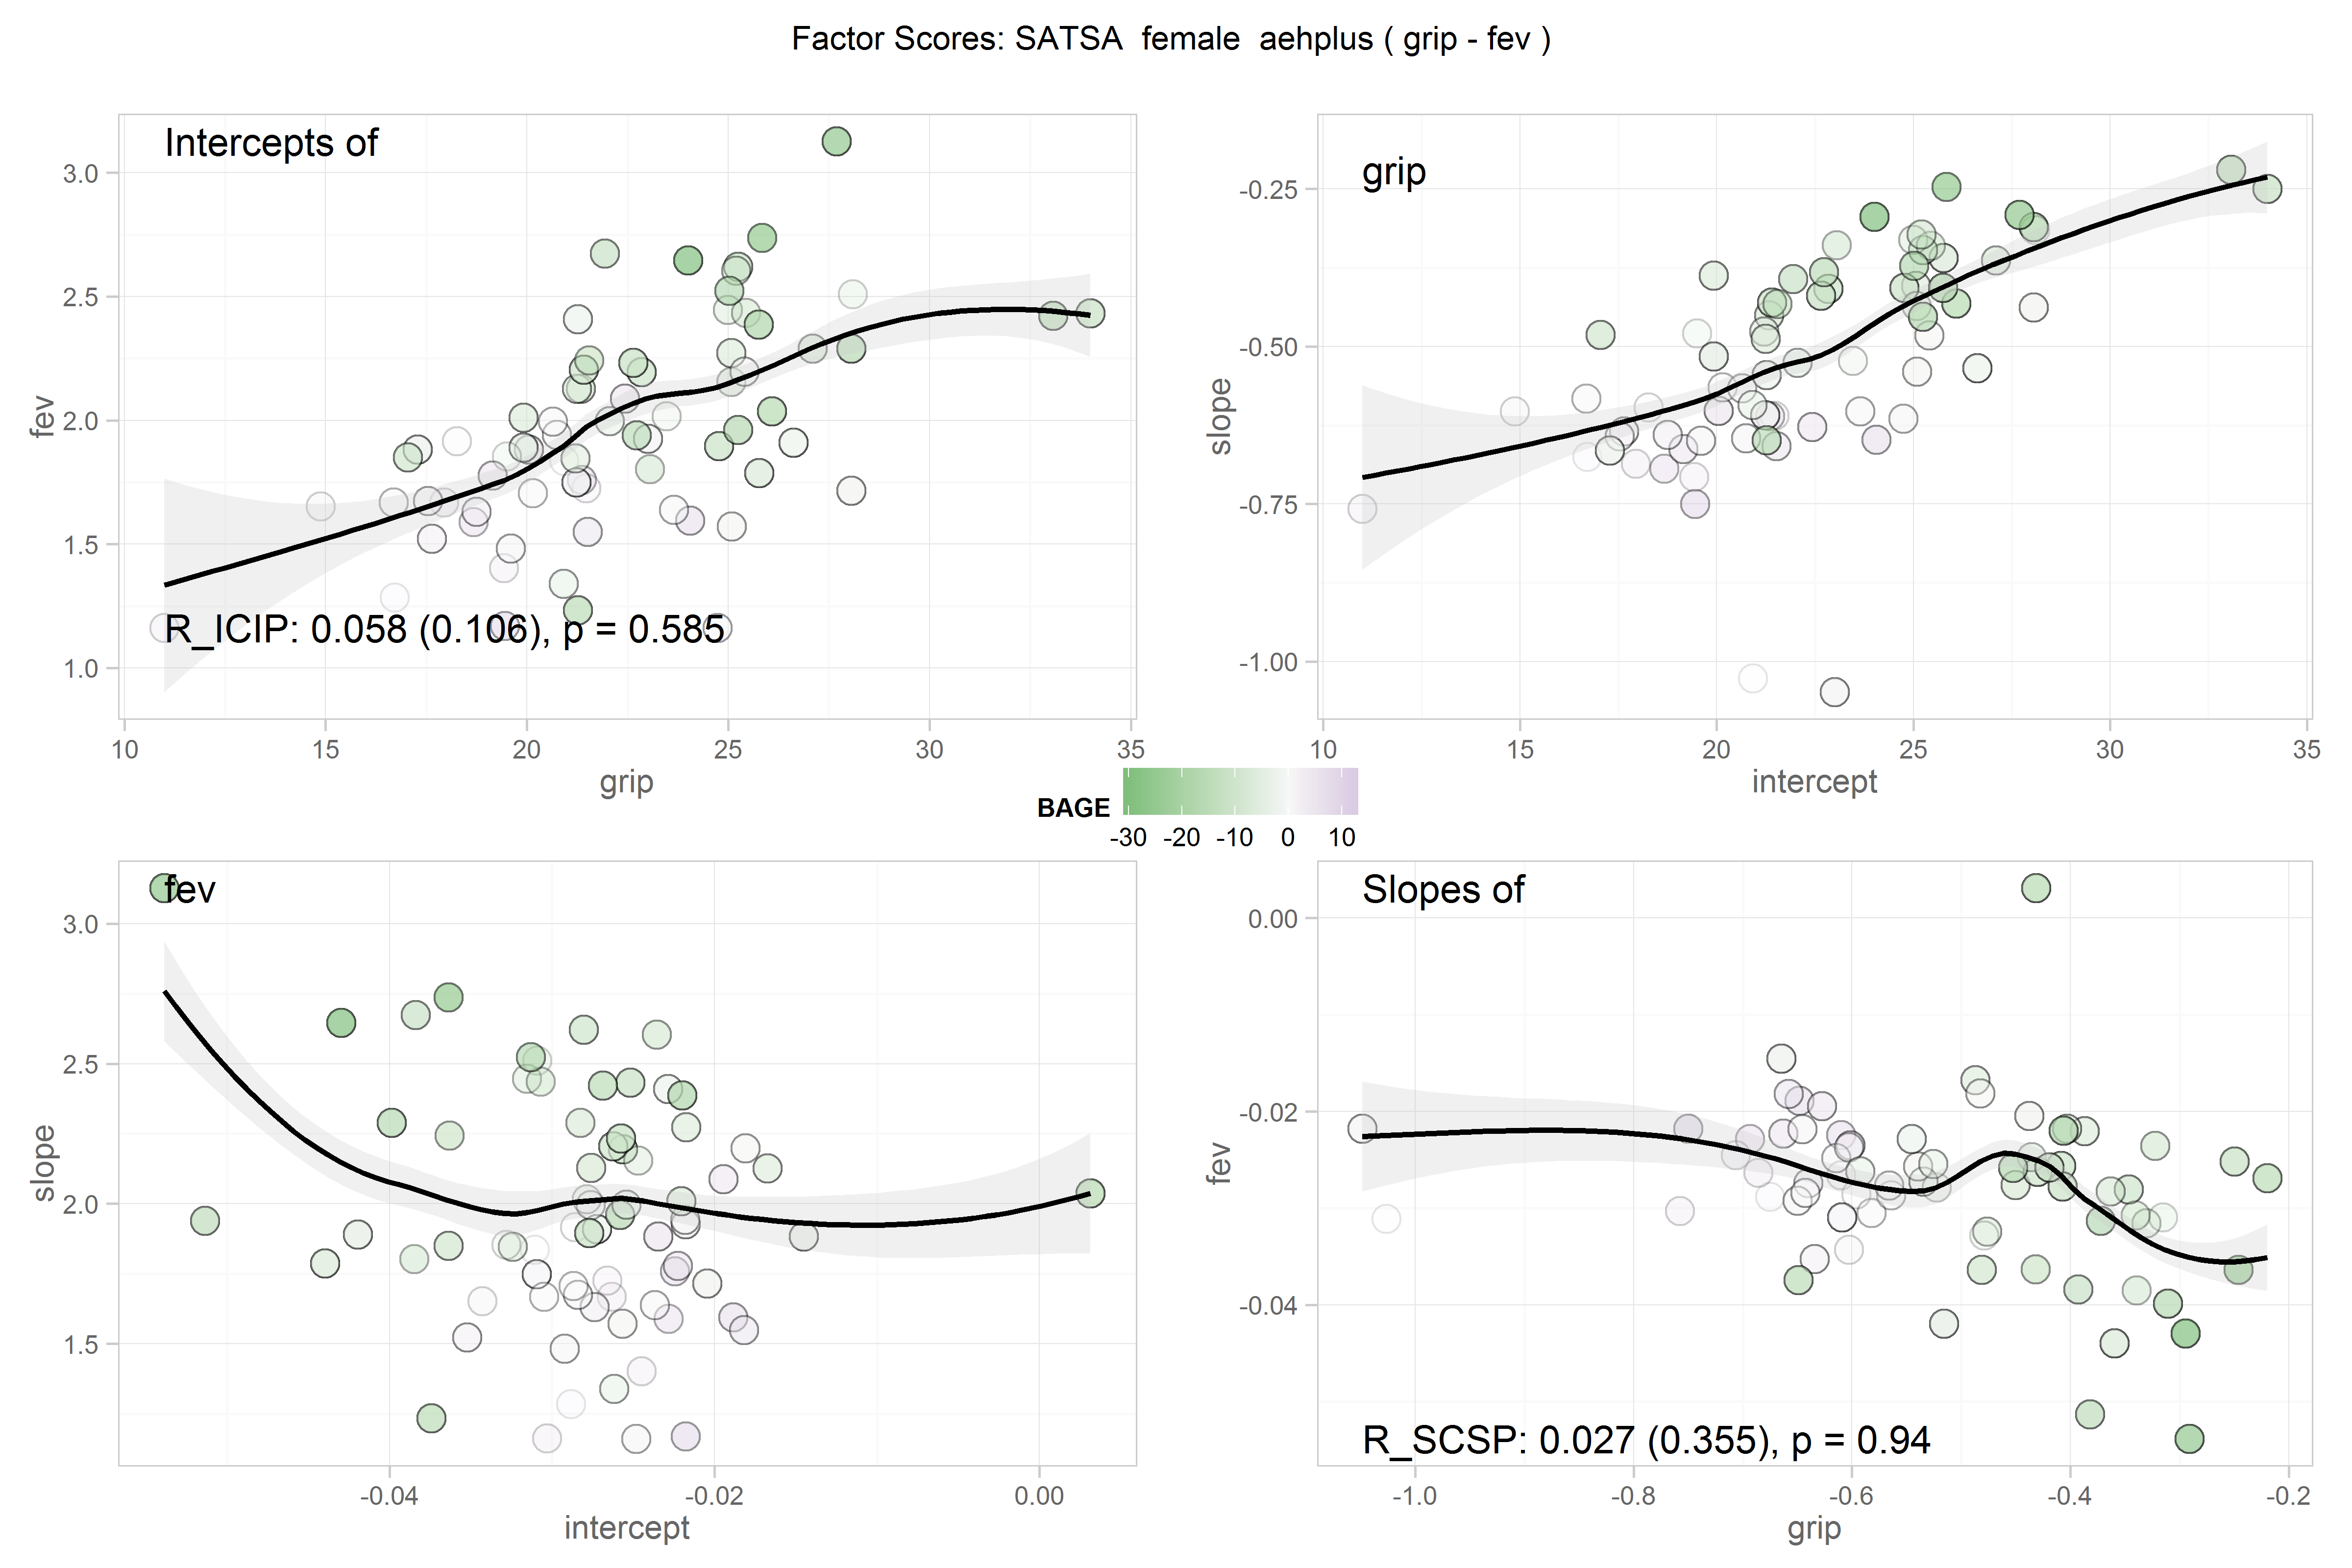 Factor Scores: SATSA  female  aehplus ( grip - fev )
Intercepts of
3.0
2.5
2.0
1.5
1.0
fev
R_ICIP: 0.058 (0.106), p = 0.585
10 15 20 25 30 35
grip
grip
-0.25
-0.50
-0.75
-1.00
slope
10 15 20 25 30 35
intercept
BAGE
-30 -20 -10 0 10
fev
3.0
2.5
2.0
1.5
slope
-0.04 -0.02 0.00
intercept
Slopes of
0.00
-0.02
-0.04
fev
R_SCSP: 0.027 (0.355), p = 0.94
-1.0 -0.8 -0.6 -0.4 -0.2
grip